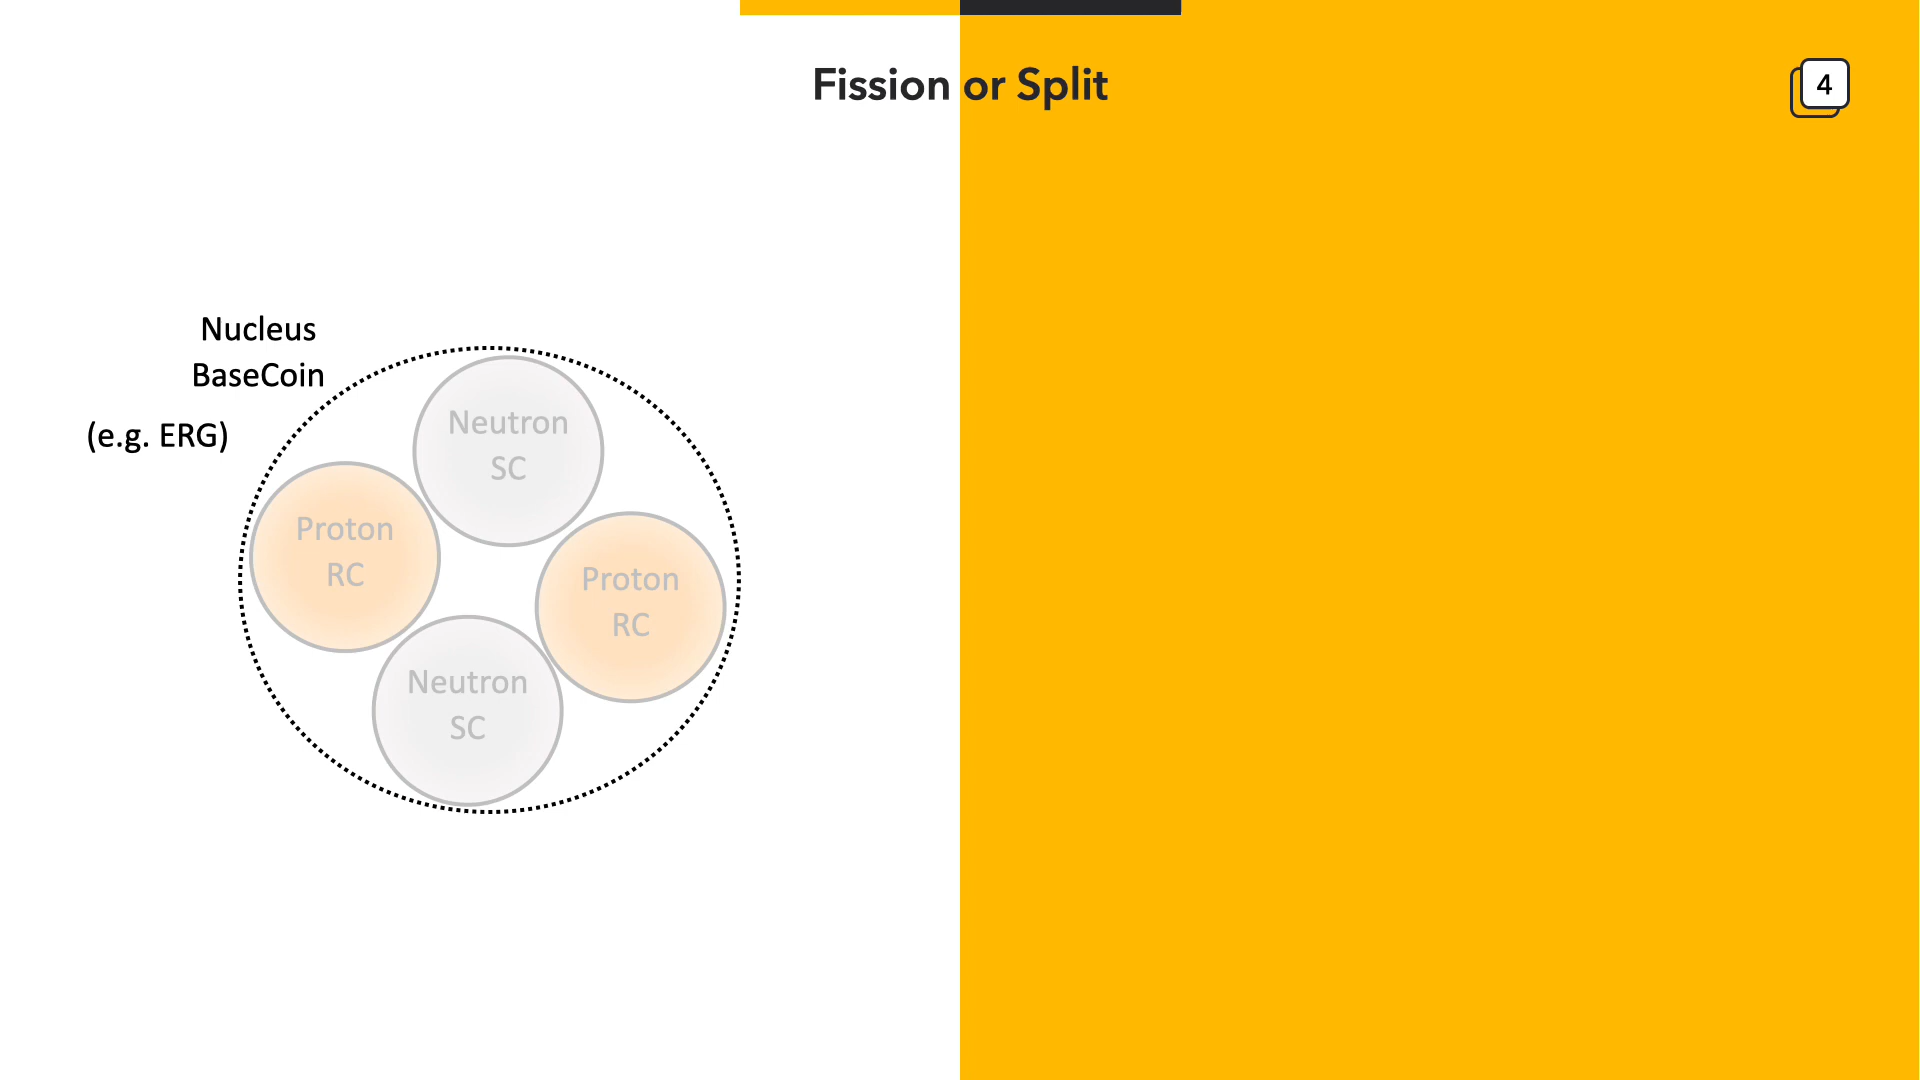 Fission or Split
4
Nucleus
BaseCoin
(e.g. ERG)
Neutron
SC
Proton
RC
Proton
RC
Neutron
SC